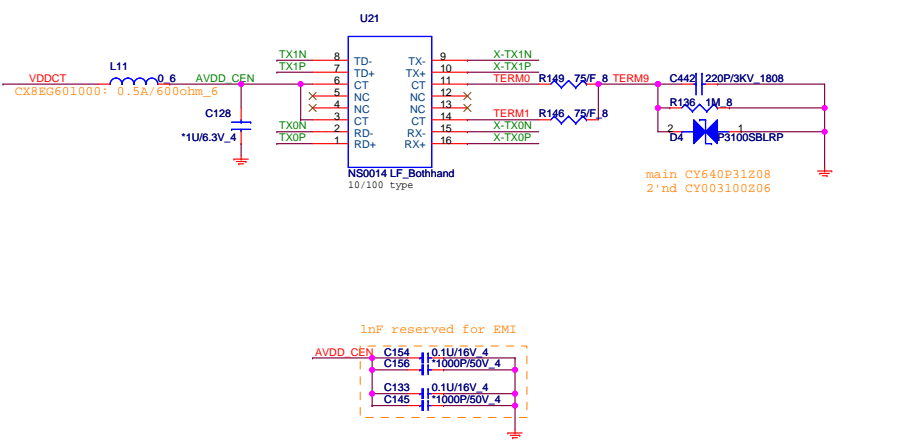 U21
TX1N 8 TD- TX- 9 X-TX1N
TX1P 7 TD+ TX+ 10 X-TX1P
L11
VDDCT 0_6 AVDD_CEN 6 CT CT 11 TERM0 R149 75/F_8 TERM9 C442 220P/3KV_1808
CX8EG601000: 0.5A/600ohm_6
5 NC NC 12
4 NC NC 13 R136 1M_8
C128 3 CT CT 14 TERM1 R146 75/F_8
*1U/6.3V_4 TX0N 2 RD- RX- 15 X-TX0N 2 1
TX0P 1 RD+ RX+ 16 X-TX0P D4 P3100SBLRP
NS0014 LF_Bothhand
10/100 type
main CY640P31Z08
2'nd CY003100Z06
1nF reserved for EMI
AVDD_CEN C154 0.1U/16V_4
C156 *1000P/50V_4
C133 0.1U/16V_4
C145 *1000P/50V_4